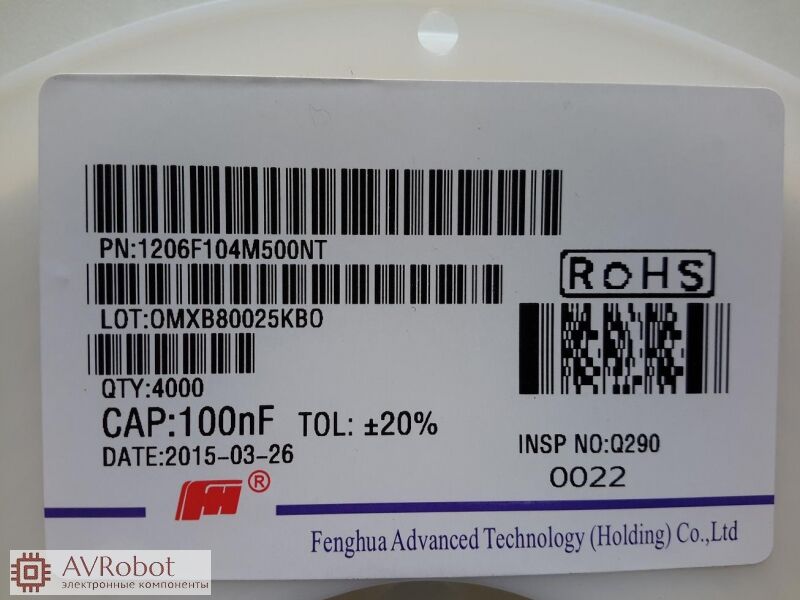 PN:1206F104M500NT
RoHS
LOT:OMXB80025KBO
QTY:4000
CAP:100nF TOL: ±20%
DATE:2015-03-26
INSP NO:Q290
0022
FH®
Fenghua Advanced Technology (Holding) Co.,Ltd
AVRobot
электронные компоненты